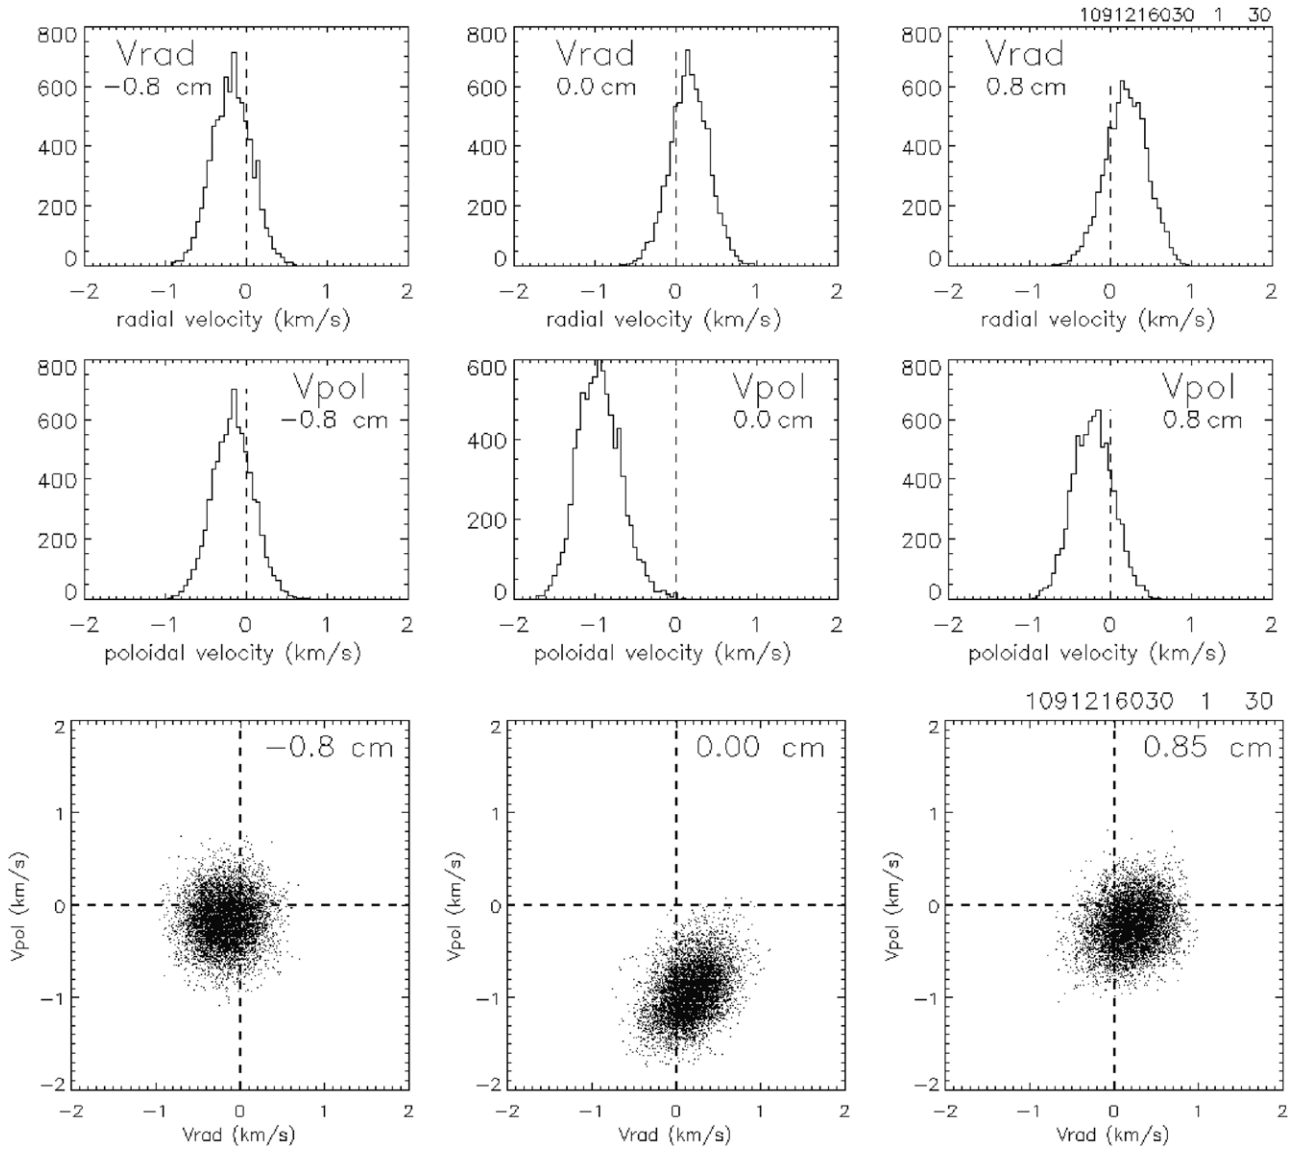 1091216030 1 30
800
600
400
200
0
Vrad
−0.8 cm
−2 −1 0 1 2
radial velocity (km/s)
800
600
400
200
0
Vrad
0.0 cm
−2 −1 0 1 2
radial velocity (km/s)
800
600
400
200
0
Vrad
0.8 cm
−2 −1 0 1 2
radial velocity (km/s)
800
600
400
200
0
Vpol
−0.8 cm
−2 −1 0 1 2
poloidal velocity (km/s)
600
400
200
0
Vpol
0.0 cm
−2 −1 0 1 2
poloidal velocity (km/s)
800
600
400
200
0
Vpol
0.8 cm
−2 −1 0 1 2
poloidal velocity (km/s)
1091216030 1 30
2
1
0
−1
−2
Vpol (km/s)
−0.8 cm
−2 −1 0 1 2
Vrad (km/s)
2
1
0
−1
−2
Vpol (km/s)
0.00 cm
−2 −1 0 1 2
Vrad (km/s)
2
1
0
−1
−2
Vpol (km/s)
0.85 cm
−2 −1 0 1 2
Vrad (km/s)